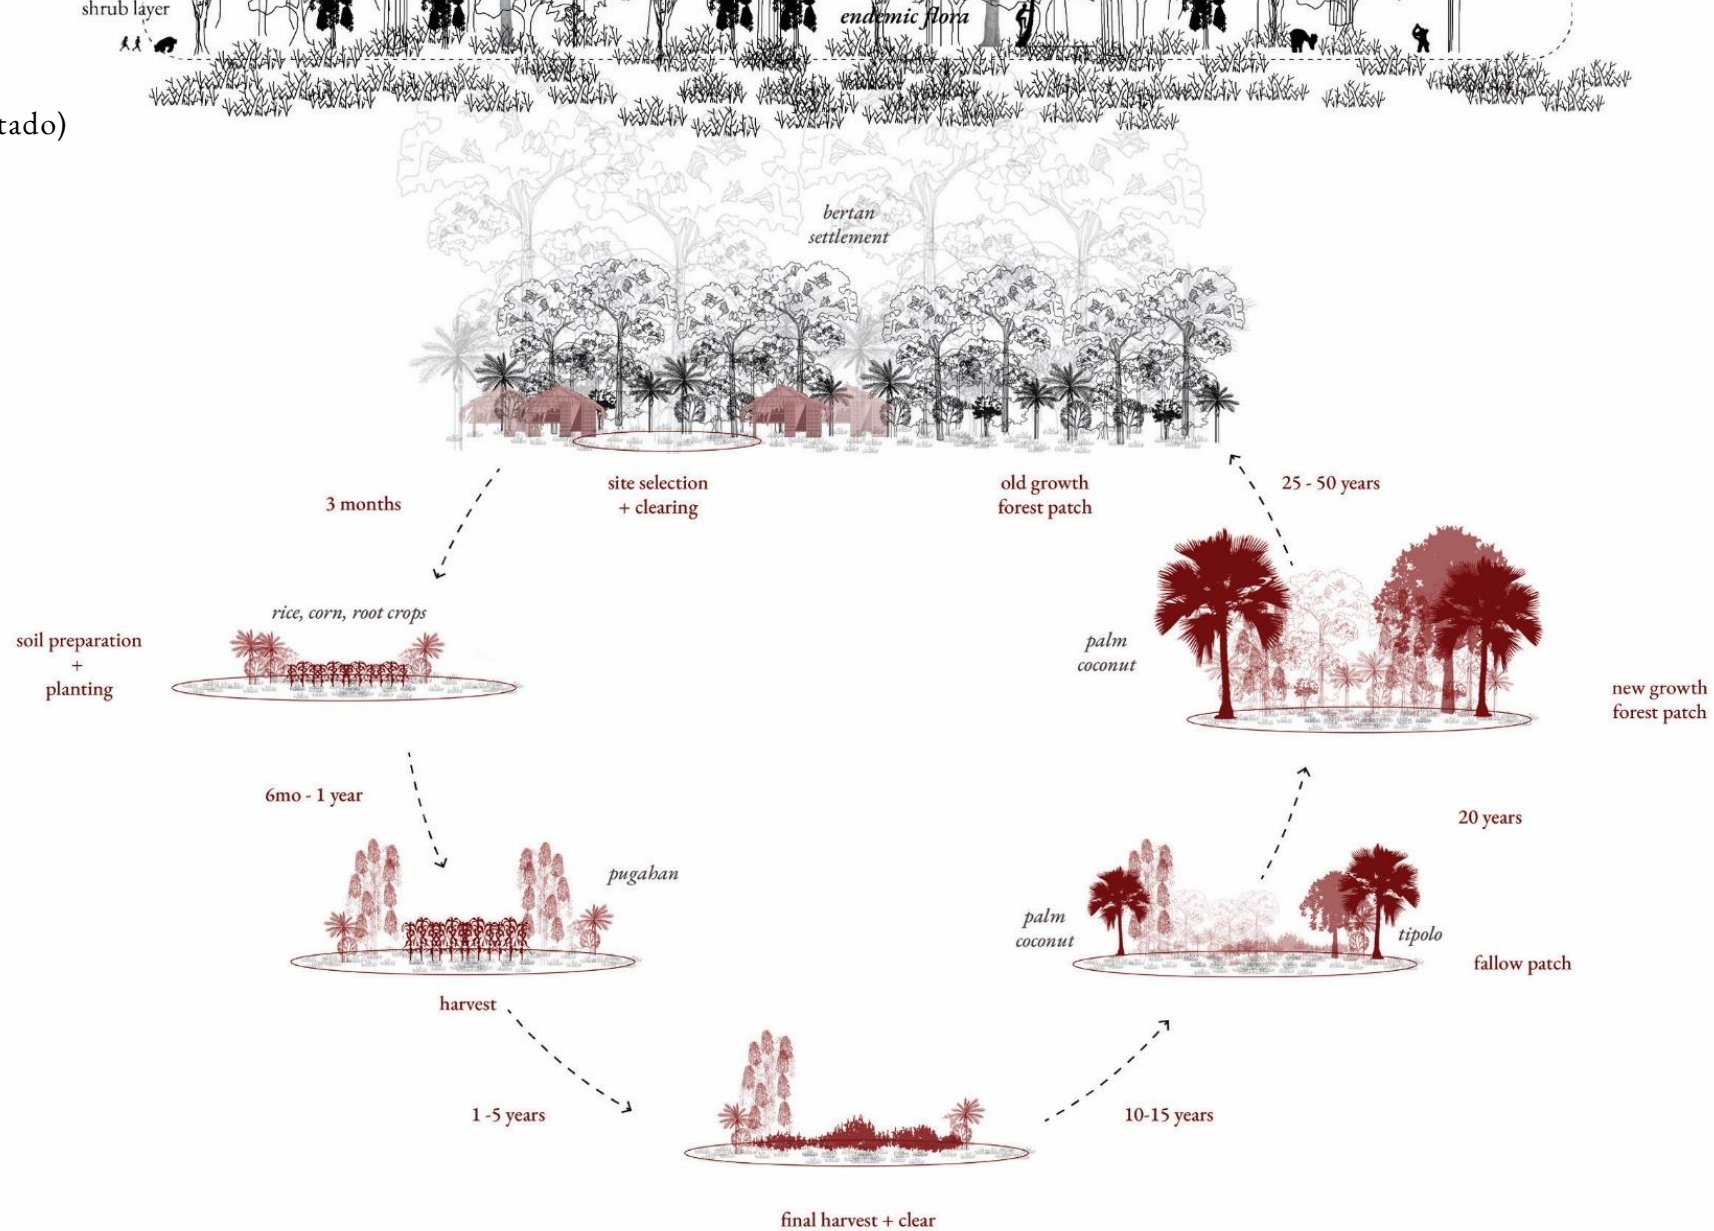 shrub layer
endemic flora
tado)
bertan
settlement
3 months
site selection
+ clearing
old growth
forest patch
25 - 50 years
rice, corn, root crops
soil preparation
+
planting
palm
coconut
new growth
forest patch
6mo - 1 year
20 years
pugahan
palm
coconut
tipolo
fallow patch
harvest
1 -5 years
10-15 years
final harvest + clear